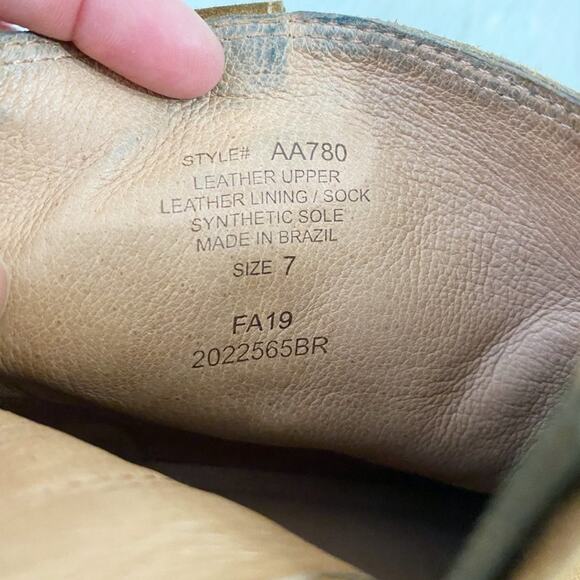 STYLE# AA780
LEATHER UPPER
LEATHER LINING / SOCK
SYNTHETIC SOLE
MADE IN BRAZIL
SIZE 7
FA19
2022565BR